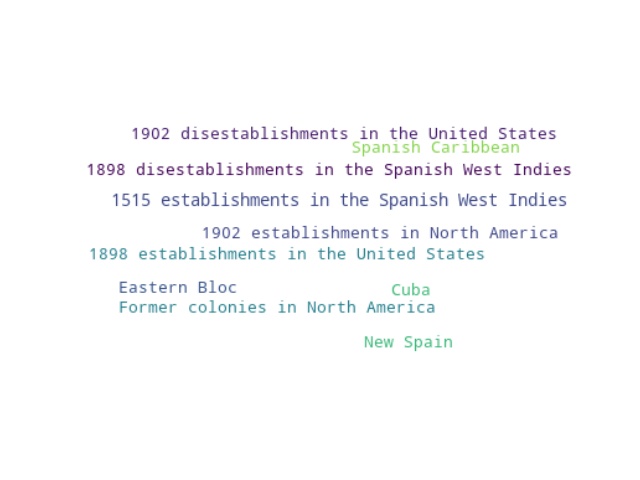 1902 disestablishments in the United States
Spanish Caribbean
1898 disestablishments in the Spanish West Indies
1515 establishments in the Spanish West Indies
1902 establishments in North America
1898 establishments in the United States
Eastern Bloc
Cuba
Former colonies in North America
New Spain